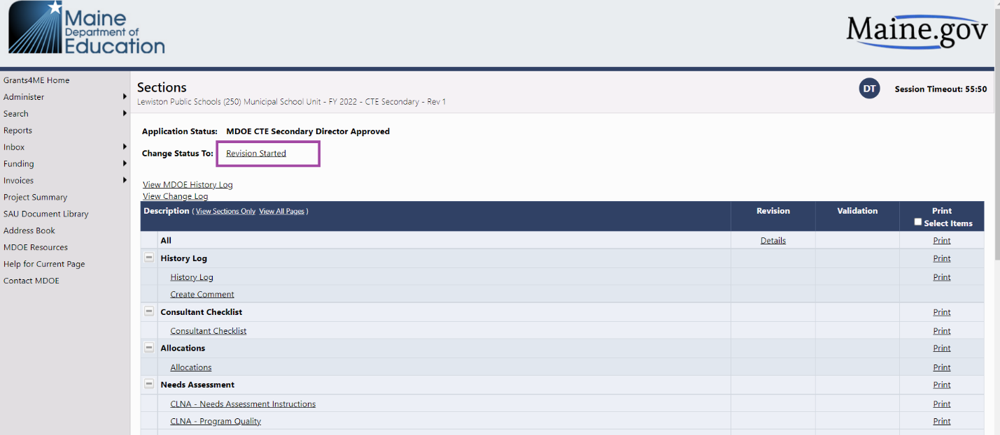 Maine
Department of
Education
Maine.gov
Grants4ME Home
Administer
Search
Reports
Inbox
Funding
Invoices
Project Summary
SAU Document Library
Address Book
MDOE Resources
Help for Current Page
Contact MDOE
Sections
Lewiston Public Schools (250) Municipal School Unit - FY 2022 - CTE Secondary - Rev 1
DT
Session Timeout: 55:50
Application Status: MDOE CTE Secondary Director Approved
Change Status To: Revision Started
View MDOE History Log
View Change Log
Description ( View Sections Only View All Pages ) Revision Validation Print
Select Items
All Details Print
History Log Print
History Log Print
Create Comment
Consultant Checklist Print
Consultant Checklist Print
Allocations Print
Allocations Print
Needs Assessment Print
CLNA - Needs Assessment Instructions Print
CLNA - Program Quality Print